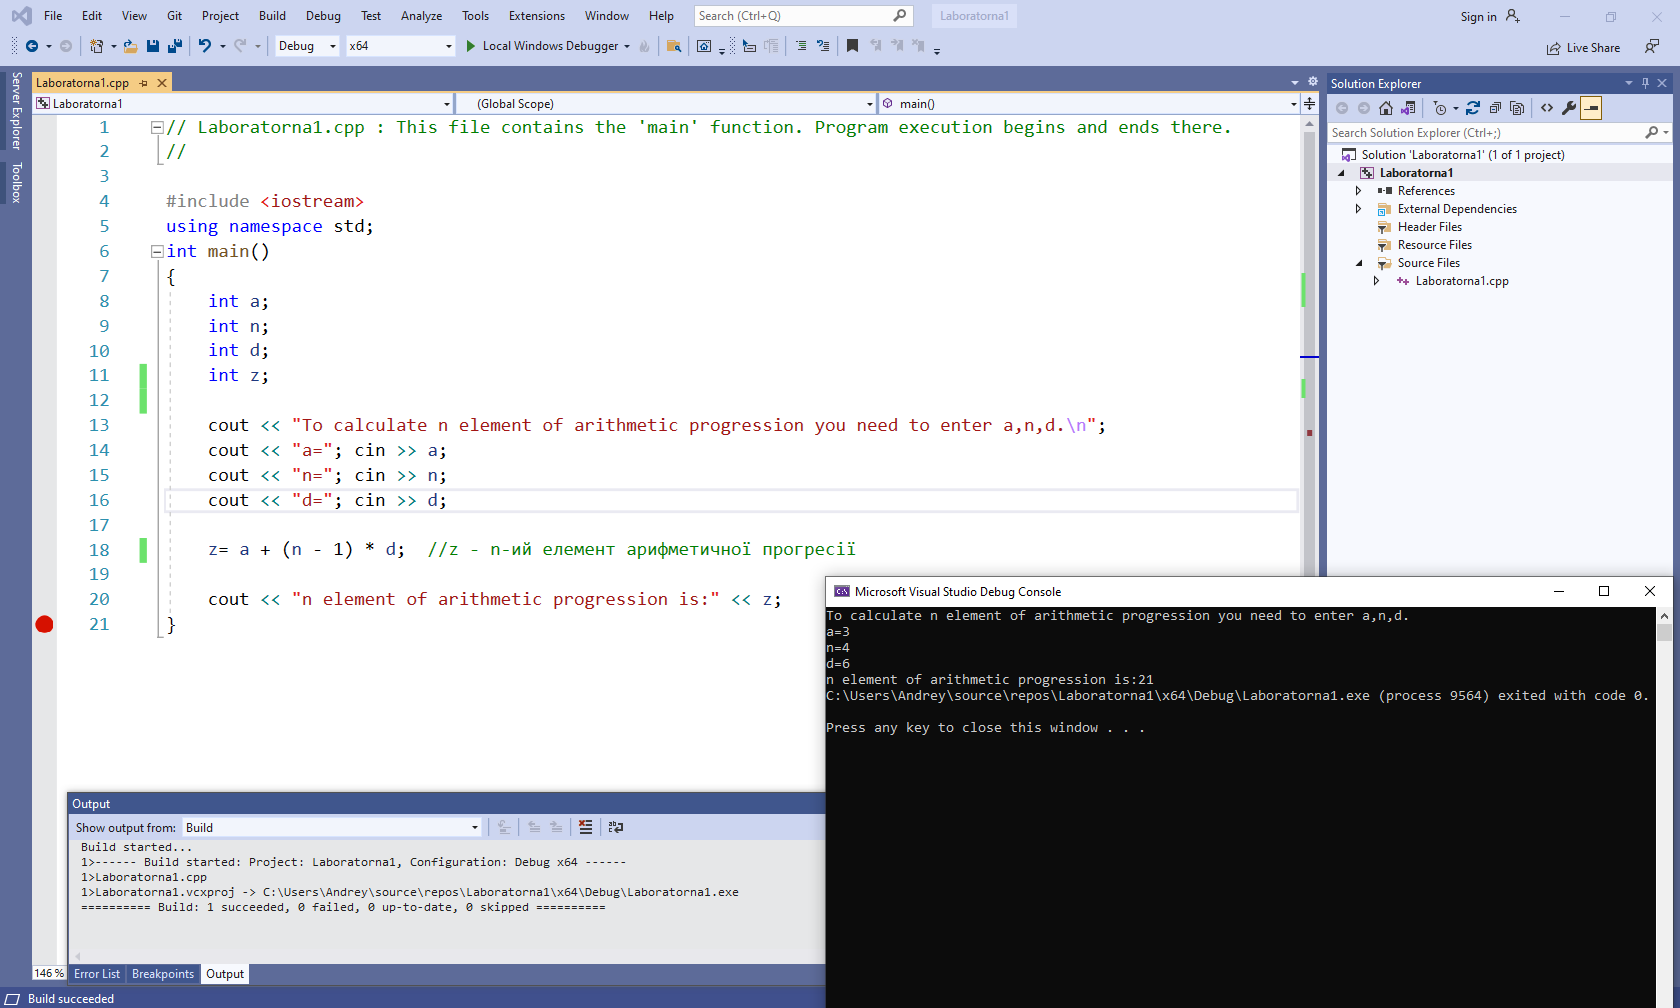 File Edit View Git Project Build Debug Test Analyze Tools Extensions Window Help Search (Ctrl+Q) Laboratorna1 Sign in
Debug x64 Local Windows Debugger Live Share
Server Explorer
Toolbox
Laboratorna1.cpp
Laboratorna1 (Global Scope) main()
1 // Laboratorna1.cpp : This file contains the 'main' function. Program execution begins and ends there.
2 //
3
4 #include <iostream>
5 using namespace std;
6 int main()
7 {
8 int a;
9 int n;
10 int d;
11 int z;
12
13 cout << "To calculate n element of arithmetic progression you need to enter a,n,d.\n";
14 cout << "a="; cin >> a;
15 cout << "n="; cin >> n;
16 cout << "d="; cin >> d;
17
18 z= a + (n - 1) * d; //z - n-ий елемент арифметичної прогресії
19
20 cout << "n element of arithmetic progression is:" << z;
21 }
Solution Explorer
Search Solution Explorer (Ctrl+;)
Solution 'Laboratorna1' (1 of 1 project)
Laboratorna1
References
External Dependencies
Header Files
Resource Files
Source Files
Laboratorna1.cpp
Microsoft Visual Studio Debug Console
To calculate n element of arithmetic progression you need to enter a,n,d.
a=3
n=4
d=6
n element of arithmetic progression is:21
C:\Users\Andrey\source\repos\Laboratorna1\x64\Debug\Laboratorna1.exe (process 9564) exited with code 0.
Press any key to close this window . . .
Output
Show output from: Build
Build started...
1>------ Build started: Project: Laboratorna1, Configuration: Debug x64 ------
1>Laboratorna1.cpp
1>Laboratorna1.vcxproj -> C:\Users\Andrey\source\repos\Laboratorna1\x64\Debug\Laboratorna1.exe
========== Build: 1 succeeded, 0 failed, 0 up-to-date, 0 skipped ==========
146 % Error List Breakpoints Output
Build succeeded